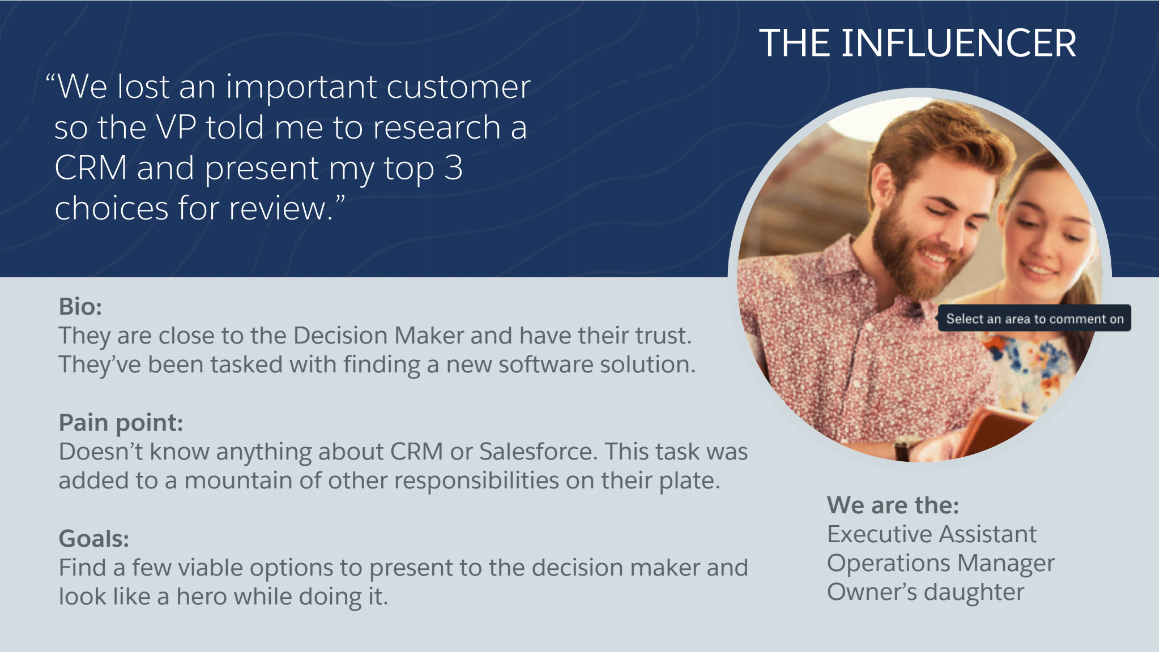 THE INFLUENCER
“We lost an important customer
so the VP told me to research a
CRM and present my top 3
choices for review.”
Bio:
They are close to the Decision Maker and have their trust.
They’ve been tasked with finding a new software solution.
Pain point:
Doesn’t know anything about CRM or Salesforce. This task was
added to a mountain of other responsibilities on their plate.
Goals:
Find a few viable options to present to the decision maker and
look like a hero while doing it.
Select an area to comment on
We are the:
Executive Assistant
Operations Manager
Owner’s daughter